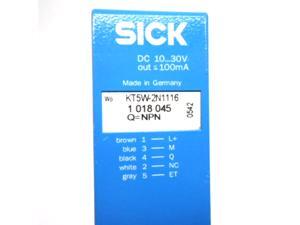 SICK
DC 10...30V
out ≤ 100mA
Made in Germany
Wo KT5W-2N1116
1 018 045
Q=NPN
0542
brown 1 — L+
blue 3 — M
black 4 — Q
white 2 — NC
gray 5 — ET